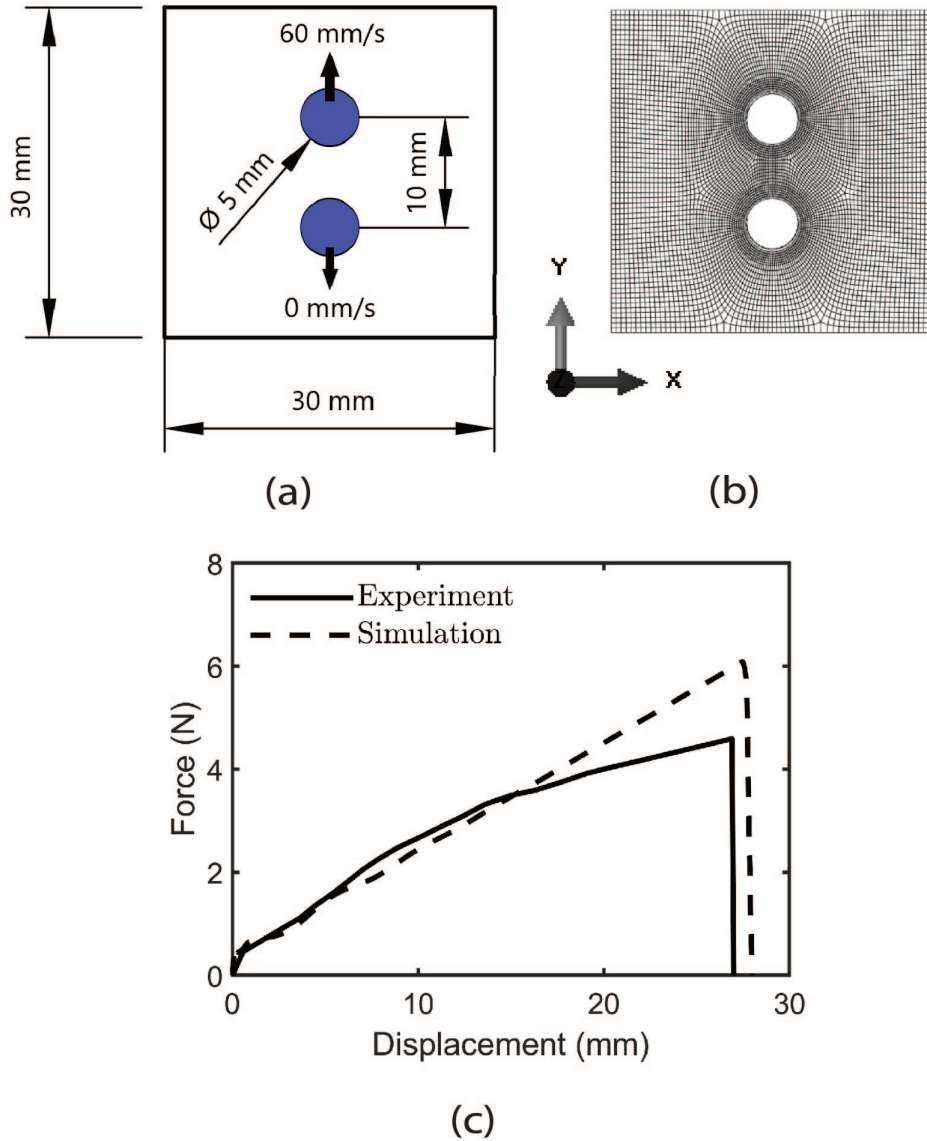 60 mm/s
30 mm
Ø 5 mm
10 mm
0 mm/s
30 mm
(a)
Y
Z
X
(b)
8
6
4
2
0
Force (N)
Experiment
Simulation
0
10
20
30
Displacement (mm)
(c)